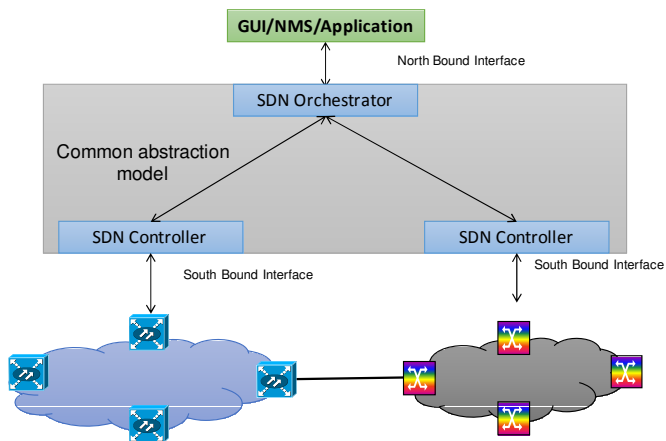 GUI/NMS/Application
North Bound Interface
SDN Orchestrator
Common abstraction
model
SDN Controller
SDN Controller
South Bound Interface
South Bound Interface